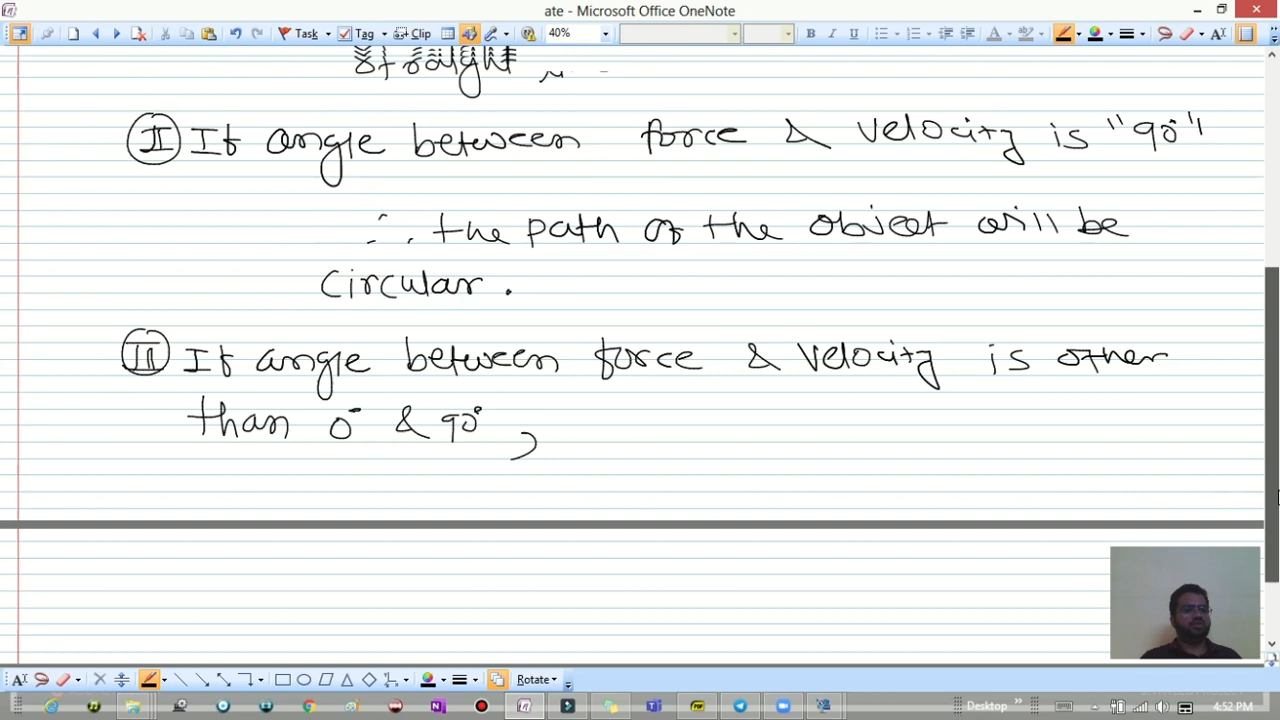 ate - Microsoft Office OneNote
Task Tag Clip 40%
straight
II If angle between force & velocity is "90°"
∴ the path of the object will be
circular.
III If angle between force & velocity is other
than 0° & 90°,
Rotate
Desktop 4:52 PM